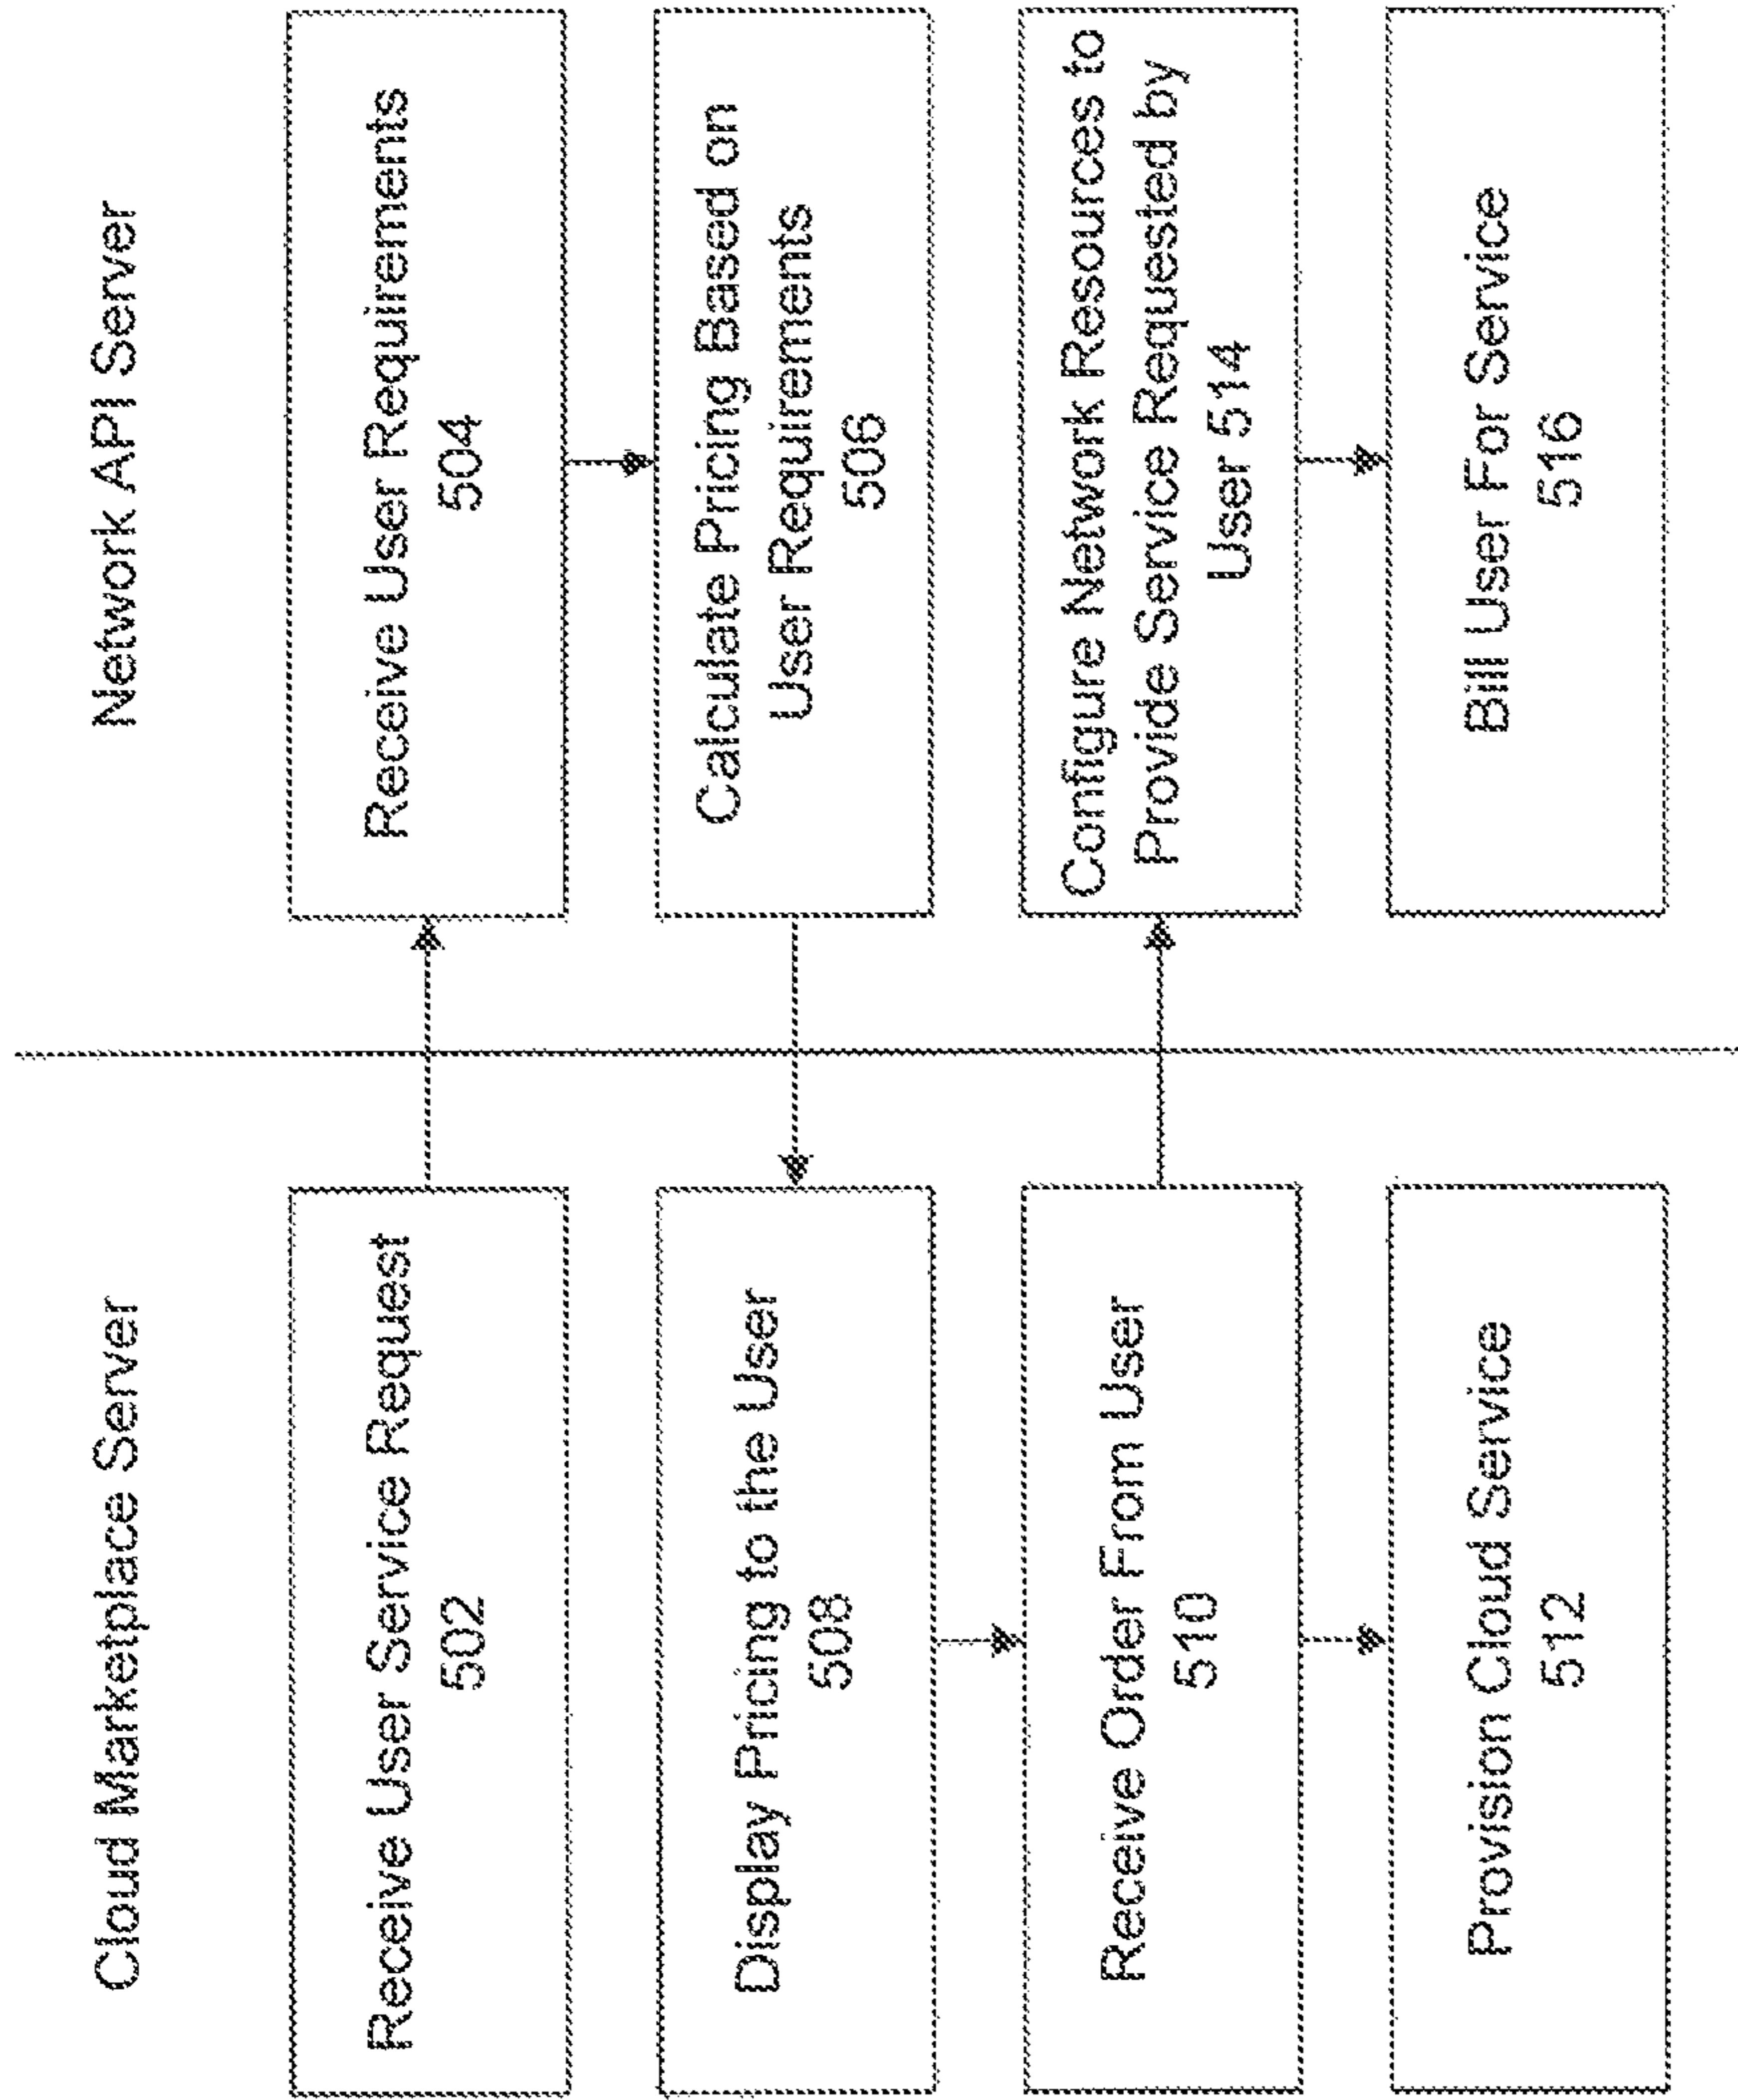 Cloud Marketplace Server
Network API Server
Receive User Service Request
502
Receive User Requirements
504
Display Pricing to the User
508
Calculate Pricing Based on
User Requirements
506
Receive Order From User
510
Configure Network Resources to
Provide Service Requested by
User 514
Provision Cloud Service
512
Bill User For Service
516